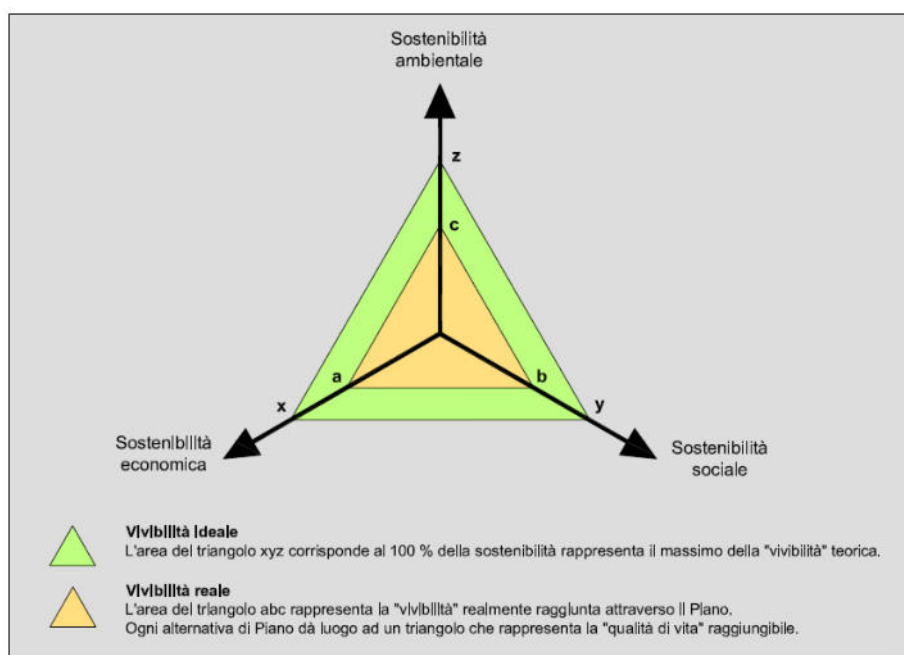 Sostenibilità
ambientale
z
c
a
b
x
y
Sostenibilità
economica
Sostenibilità
sociale
Vivibilità ideale
L'area del triangolo xyz corrisponde al 100 % della sostenibilità rappresenta il massimo della "vivibilità" teorica.
Vivibilità reale
L'area del triangolo abc rappresenta la "vivibilità" realmente raggiunta attraverso il Piano.
Ogni alternativa di Piano dà luogo ad un triangolo che rappresenta la "qualità di vita" raggiungibile.